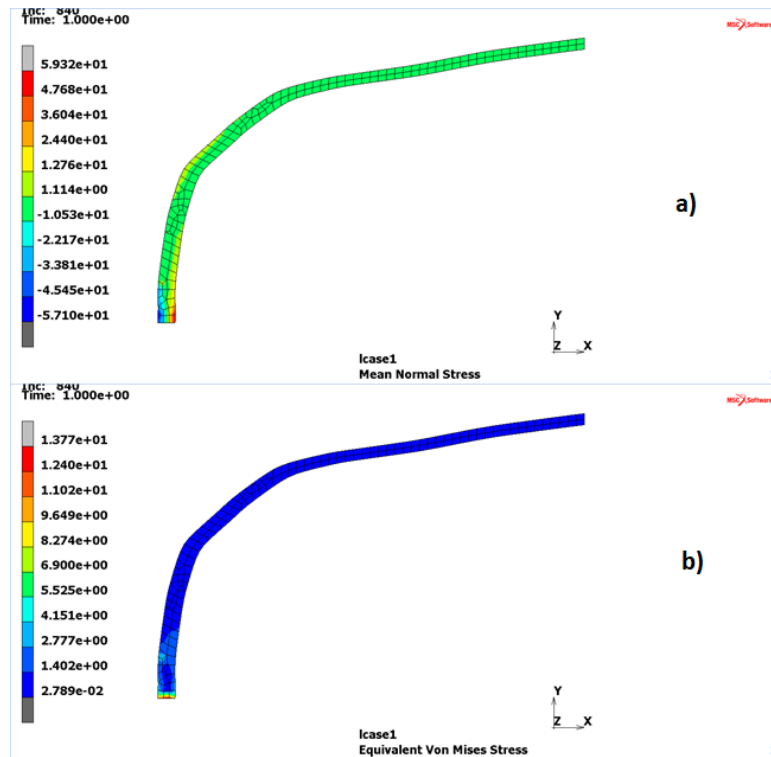 Inc: 840
Time: 1.000e+00
MSC Software
5.932e+01
4.768e+01
3.604e+01
2.440e+01
1.276e+01
1.114e+00
-1.053e+01
-2.217e+01
-3.381e+01
-4.545e+01
-5.710e+01
a)
Y
Z X
lcase1
Mean Normal Stress
Inc: 840
Time: 1.000e+00
MSC Software
1.377e+01
1.240e+01
1.102e+01
9.649e+00
8.274e+00
6.900e+00
5.525e+00
4.151e+00
2.777e+00
1.402e+00
2.789e-02
b)
Y
Z X
lcase1
Equivalent Von Mises Stress